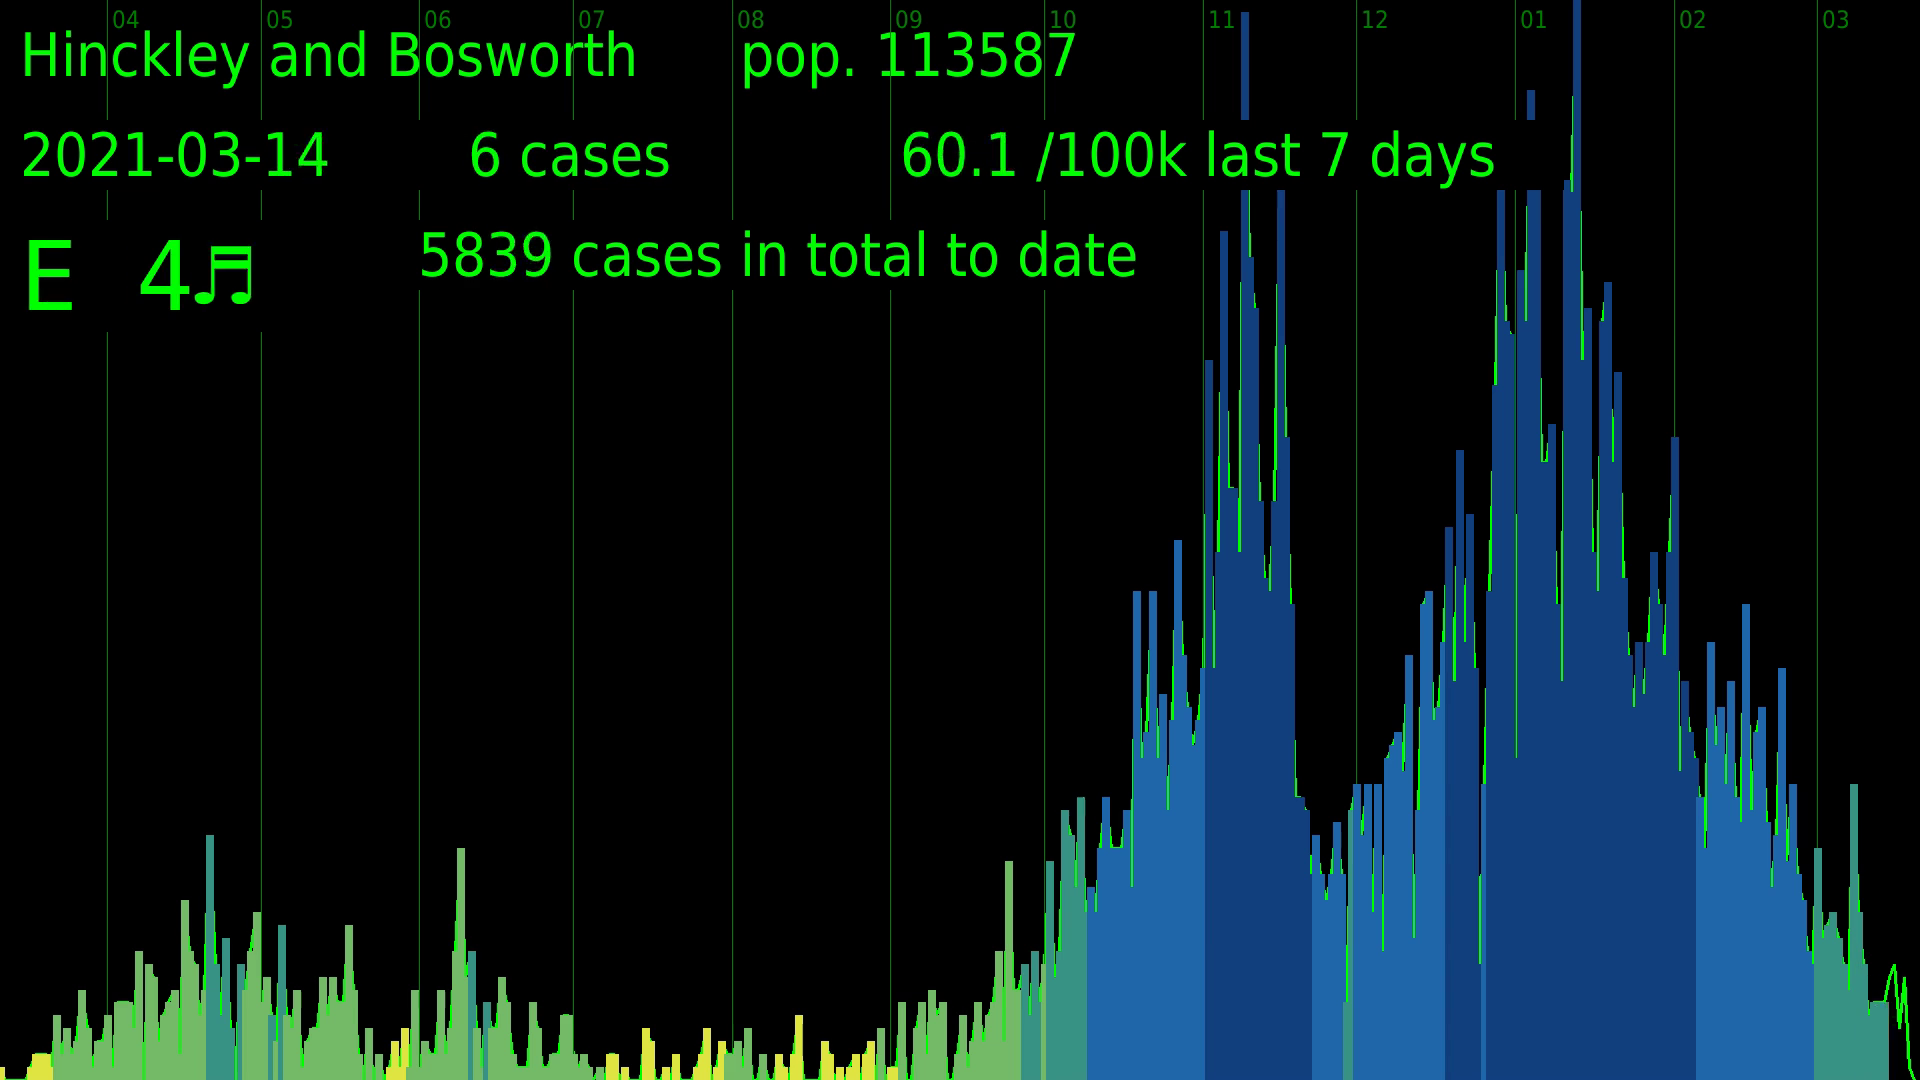 04 05 06 07 08 09 10 11 12 01 02 03
Hinckley and Bosworth pop. 113587
2021-03-14 6 cases 60.1 /100k last 7 days
E 4♬ 5839 cases in total to date